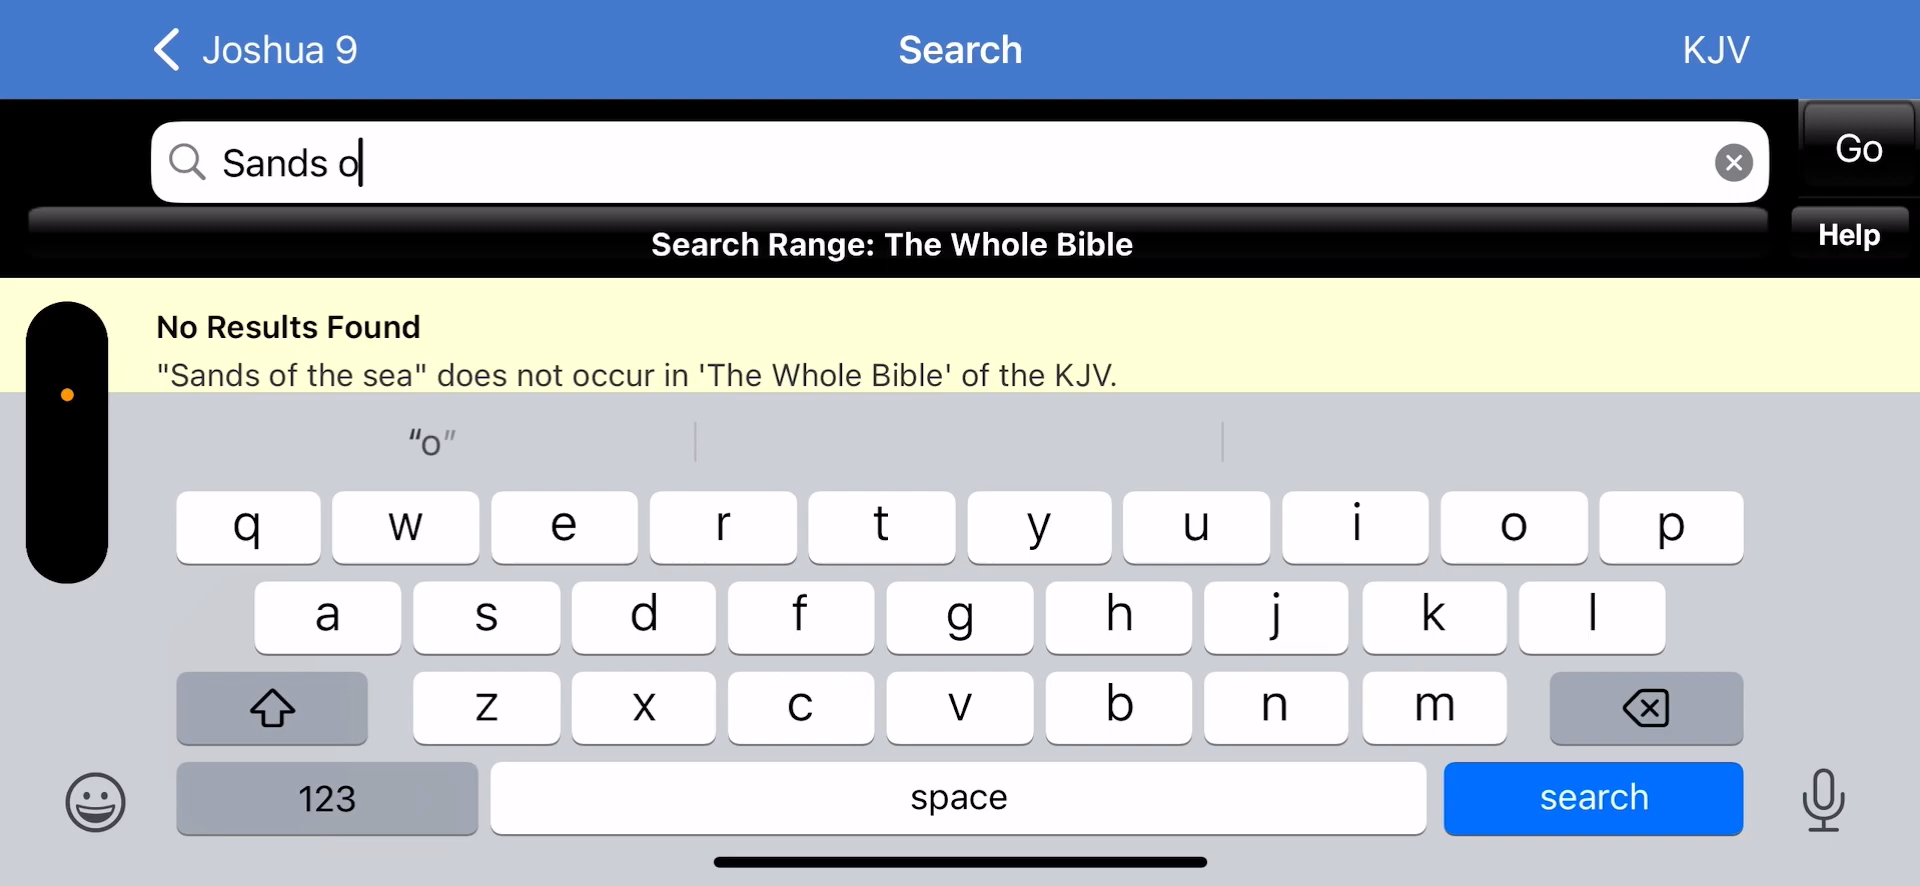 Joshua 9 Search KJV
Sands o Go
Search Range: The Whole Bible Help
No Results Found
"Sands of the sea" does not occur in 'The Whole Bible' of the KJV.
“o”
q w e r t y u i o p
a s d f g h j k l
z x c v b n m
123 space search